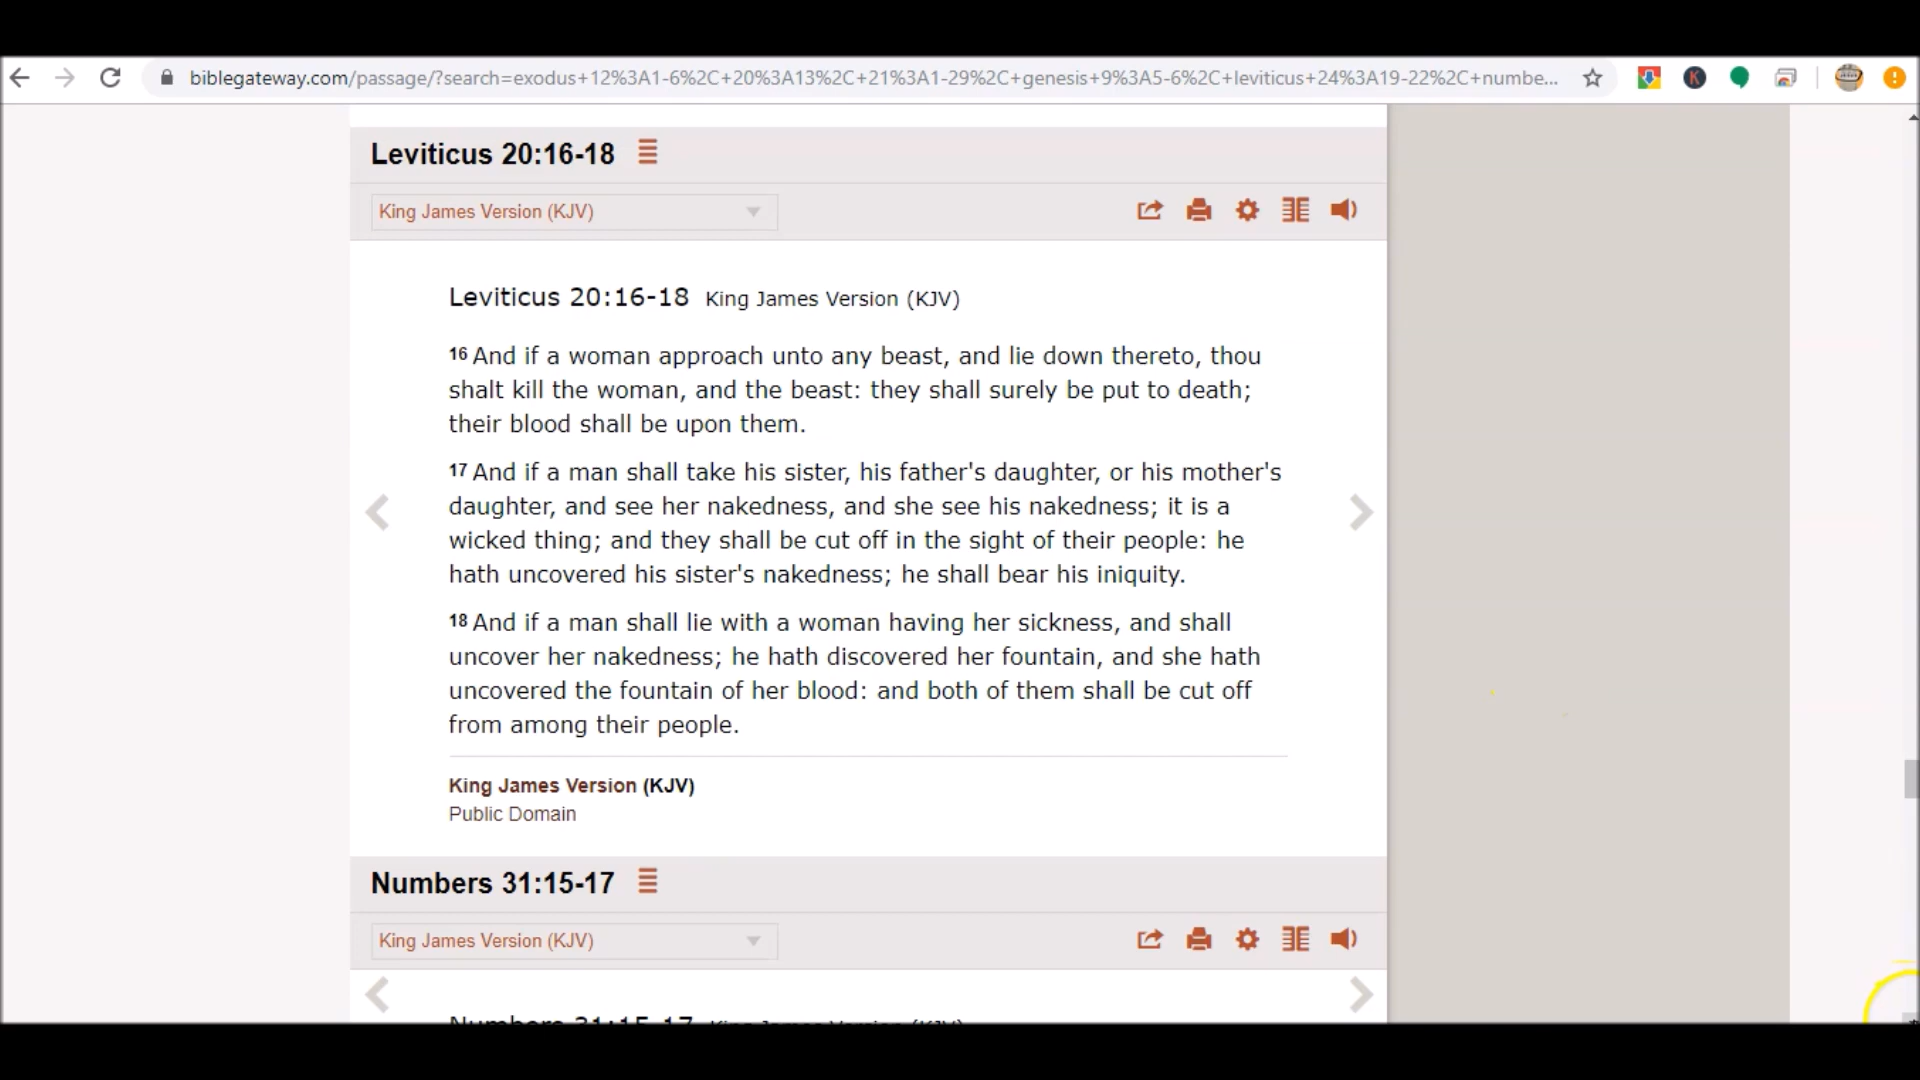 biblegateway.com/passage/?search=exodus+12%3A1-6%2C+20%3A13%2C+21%3A1-29%2C+genesis+9%3A5-6%2C+leviticus+24%3A19-22%2C+numbe...
Leviticus 20:16-18
King James Version (KJV)
Leviticus 20:16-18 King James Version (KJV)
16 And if a woman approach unto any beast, and lie down thereto, thou
shalt kill the woman, and the beast: they shall surely be put to death;
their blood shall be upon them.
17 And if a man shall take his sister, his father's daughter, or his mother's
daughter, and see her nakedness, and she see his nakedness; it is a
wicked thing; and they shall be cut off in the sight of their people: he
hath uncovered his sister's nakedness; he shall bear his iniquity.
18 And if a man shall lie with a woman having her sickness, and shall
uncover her nakedness; he hath discovered her fountain, and she hath
uncovered the fountain of her blood: and both of them shall be cut off
from among their people.
King James Version (KJV)
Public Domain
Numbers 31:15-17
King James Version (KJV)
Numbers 31:15-17 King James Version (KJV)